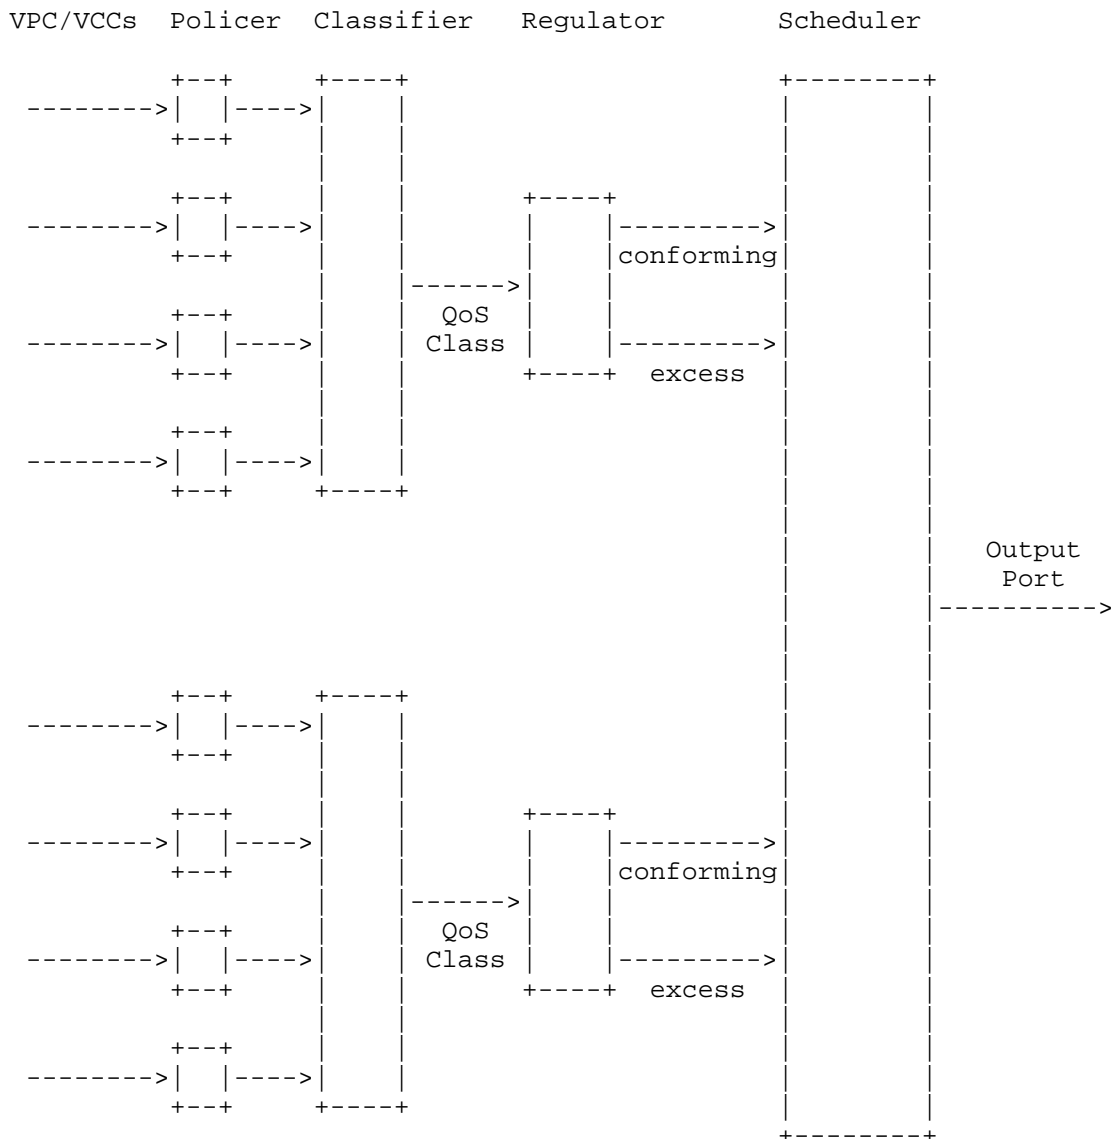 VPC/VCCs Policer Classifier Regulator Scheduler
conforming
QoS
Class
excess
Output
Port
conforming
QoS
Class
excess